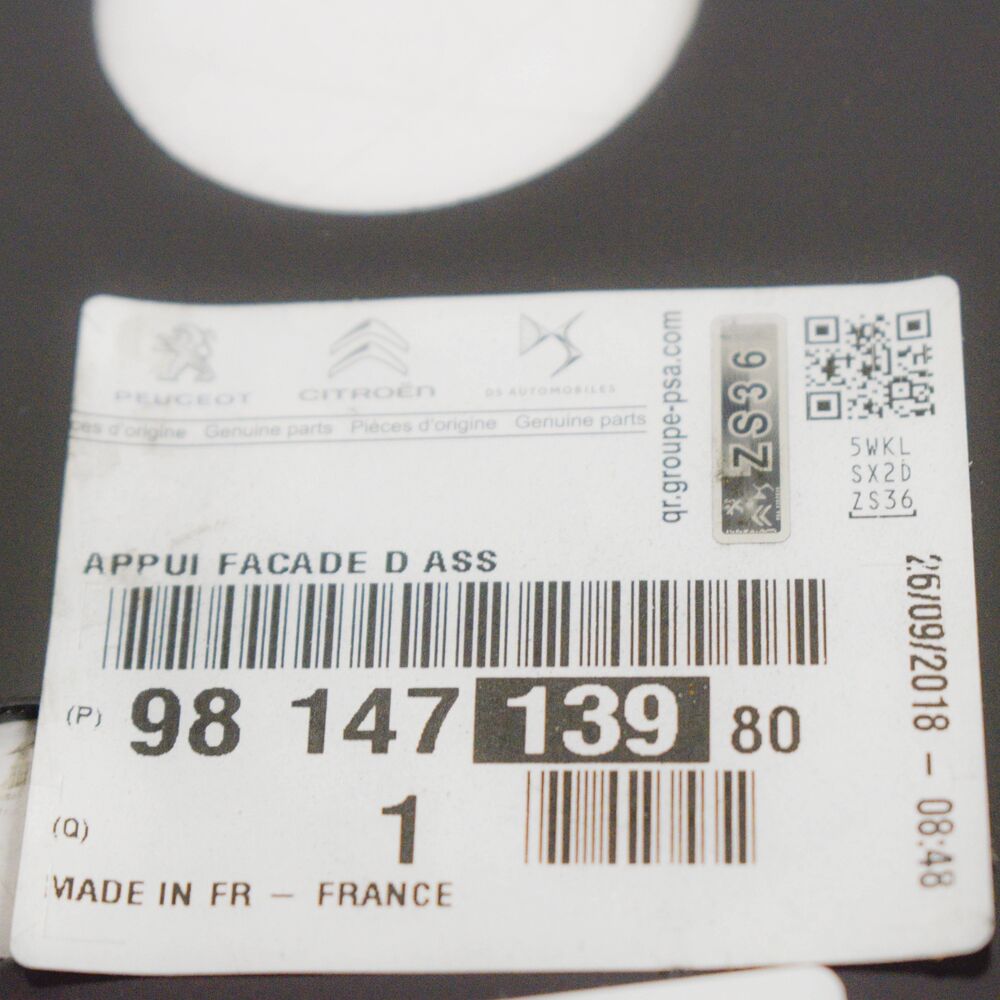 PEUGEOT
CITROËN
DS AUTOMOBILES
ces d'origine Genuine parts Pièces d'origine Genuine parts
qr.groupe-psa.com
ZS36
5WKL
SX2D
ZS36
APPUI FACADE D ASS
(P) 98 147 139 80
(Q) 1
MADE IN FR – FRANCE
26/09/2018 – 08:48